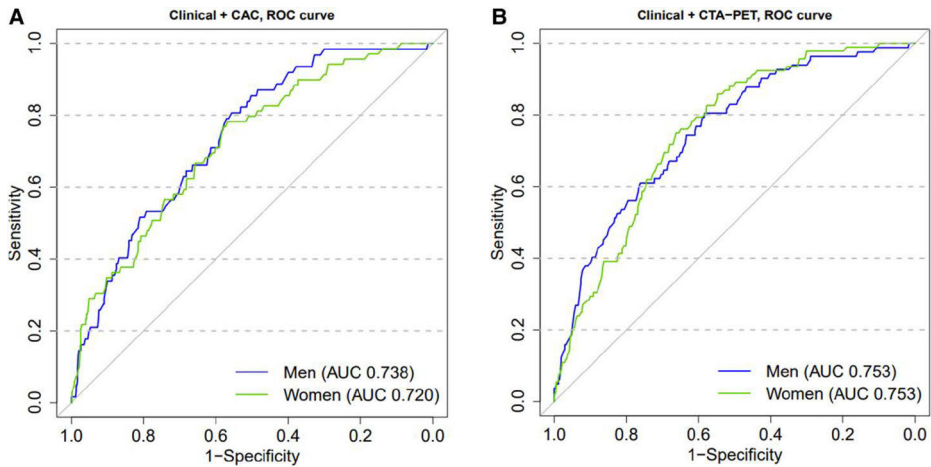 A
Clinical + CAC, ROC curve
Sensitivity
1.0
0.8
0.6
0.4
0.2
0.0
Men (AUC 0.738)
Women (AUC 0.720)
1.0 0.8 0.6 0.4 0.2 0.0
1−Specificity
B
Clinical + CTA−PET, ROC curve
Sensitivity
1.0
0.8
0.6
0.4
0.2
0.0
Men (AUC 0.753)
Women (AUC 0.753)
1.0 0.8 0.6 0.4 0.2 0.0
1−Specificity